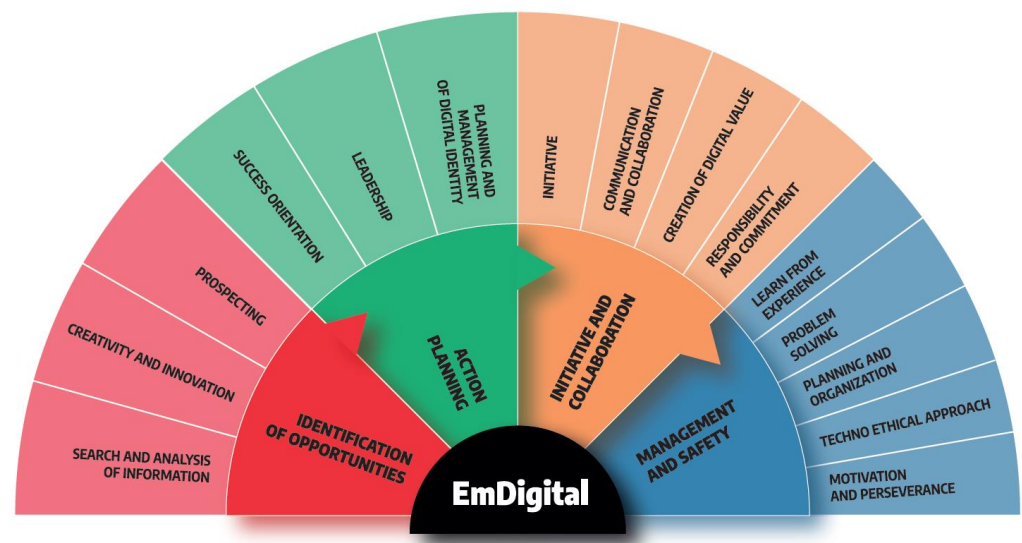 SEARCH AND ANALYSIS
OF INFORMATION
CREATIVITY AND INNOVATION
PROSPECTING
SUCCESS ORIENTATION
LEADERSHIP
PLANNING AND
MANAGEMENT
OF DIGITAL IDENTITY
INITIATIVE
COMMUNICATION
AND COLLABORATION
CREATION OF DIGITAL VALUE
RESPONSIBILITY
AND COMMITMENT
LEARN FROM
EXPERIENCE
PROBLEM
SOLVING
PLANNING AND
ORGANIZATION
TECHNO ETHICAL APPROACH
MOTIVATION
AND PERSEVERANCE
IDENTIFICATION
OF OPPORTUNITIES
ACTION
PLANNING
INITIATIVE AND
COLLABORATION
MANAGEMENT
AND SAFETY
EmDigital